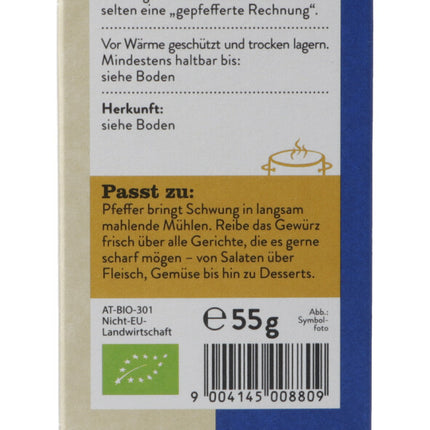 selten eine „gepfefferte Rechnung“.
Vor Wärme geschützt und trocken lagern.
Mindestens haltbar bis:
siehe Boden
Herkunft:
siehe Boden
Passt zu:
Pfeffer bringt Schwung in langsam
mahlende Mühlen. Reibe das Gewürz
frisch über alle Gerichte, die es gerne
scharf mögen – von Salaten über
Fleisch, Gemüse bis hin zu Desserts.
AT-BIO-301
Nicht-EU-
Landwirtschaft
℮ 55 g
Abb.:
Symbol-
foto
9 004145 008809